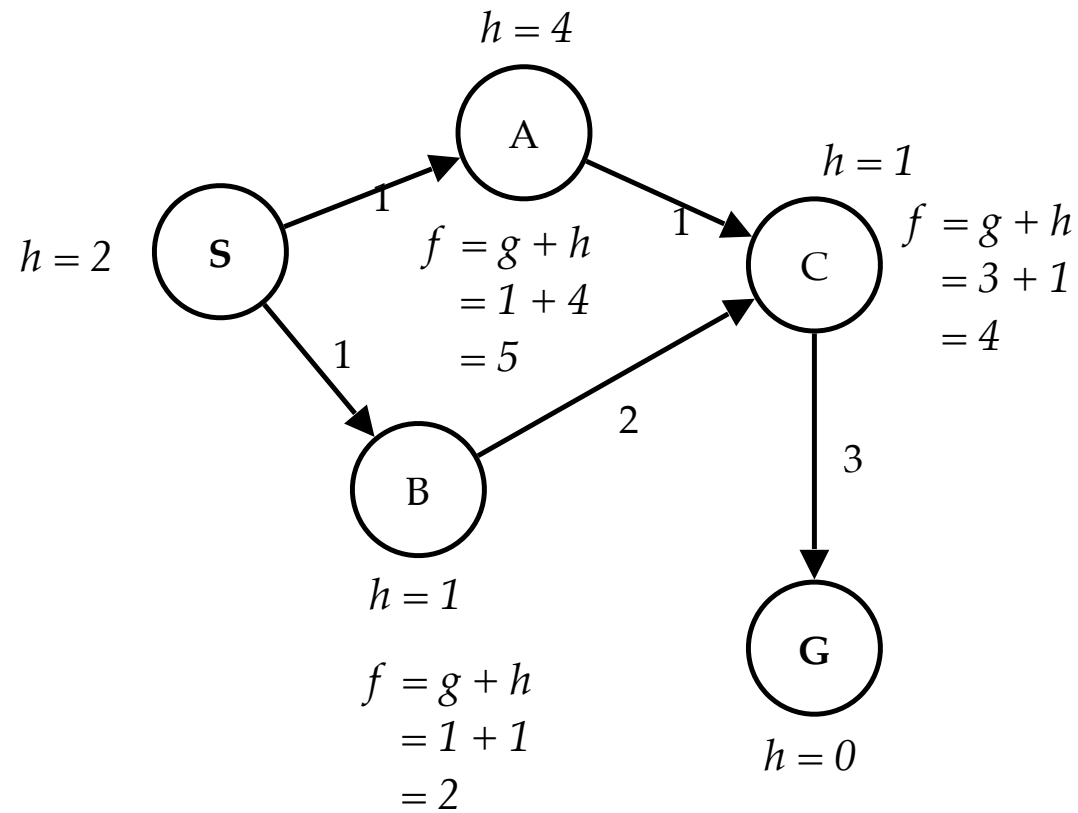 h = 4
A
h = 1
1
1
f = g + h
= 3 + 1
= 4
h = 2
S
f = g + h
= 1 + 4
= 5
C
1
2
3
B
h = 1
G
f = g + h
= 1 + 1
= 2
h = 0